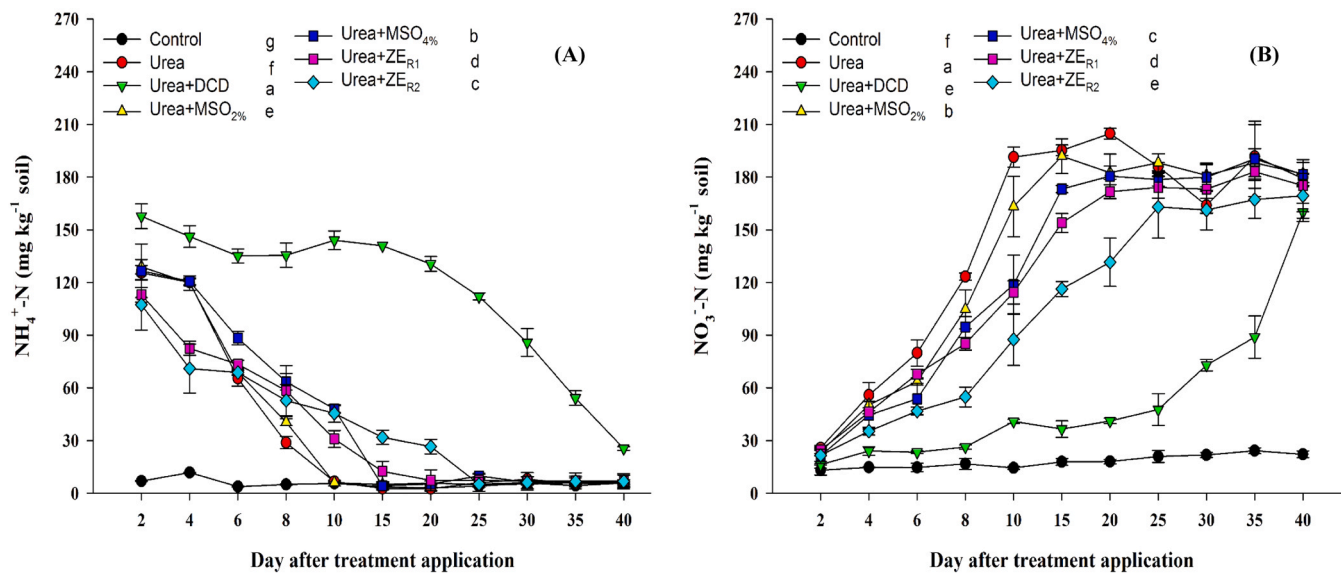 (A)
Control g
Urea f
Urea+DCD a
Urea+MSO2% e
Urea+MSO4% b
Urea+ZER1 d
Urea+ZER2 c
NH4+-N (mg kg-1 soil)
270
240
210
180
150
120
90
60
30
0
2 4 6 8 10 15 20 25 30 35 40
Day after treatment application
(B)
Control f
Urea a
Urea+DCD e
Urea+MSO2% b
Urea+MSO4% c
Urea+ZER1 d
Urea+ZER2 e
NO3--N (mg kg-1 soil)
270
240
210
180
150
120
90
60
30
0
2 4 6 8 10 15 20 25 30 35 40
Day after treatment application